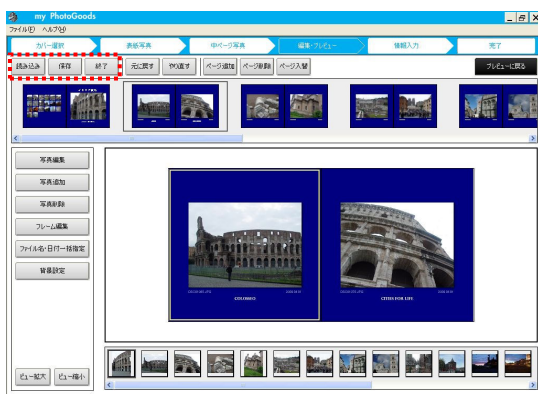 my PhotoGoods
ファイル(F) ヘルプ(H)
カバー選択 表紙写真 中ページ写真 編集・プレビュー 情報入力 完了
読み込み 保存 終了 元に戻す やり直す ページ追加 ページ削除 ページ入替 プレビューに戻る
写真編集
写真追加
写真削除
フレーム編集
ファイル名・日付一括指定
背景設定
COLOSSEO CITIES FOR LIFE
ビュー拡大 ビュー縮小